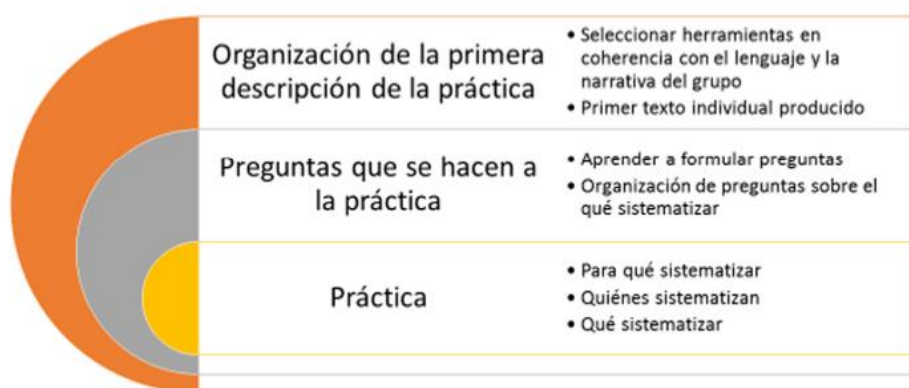 Organización de la primera
descripción de la práctica
• Seleccionar herramientas en
coherencia con el lenguaje y la
narrativa del grupo
• Primer texto individual producido
Preguntas que se hacen a
la práctica
• Aprender a formular preguntas
• Organización de preguntas sobre el
qué sistematizar
Práctica
• Para qué sistematizar
• Quiénes sistematizan
• Qué sistematizar